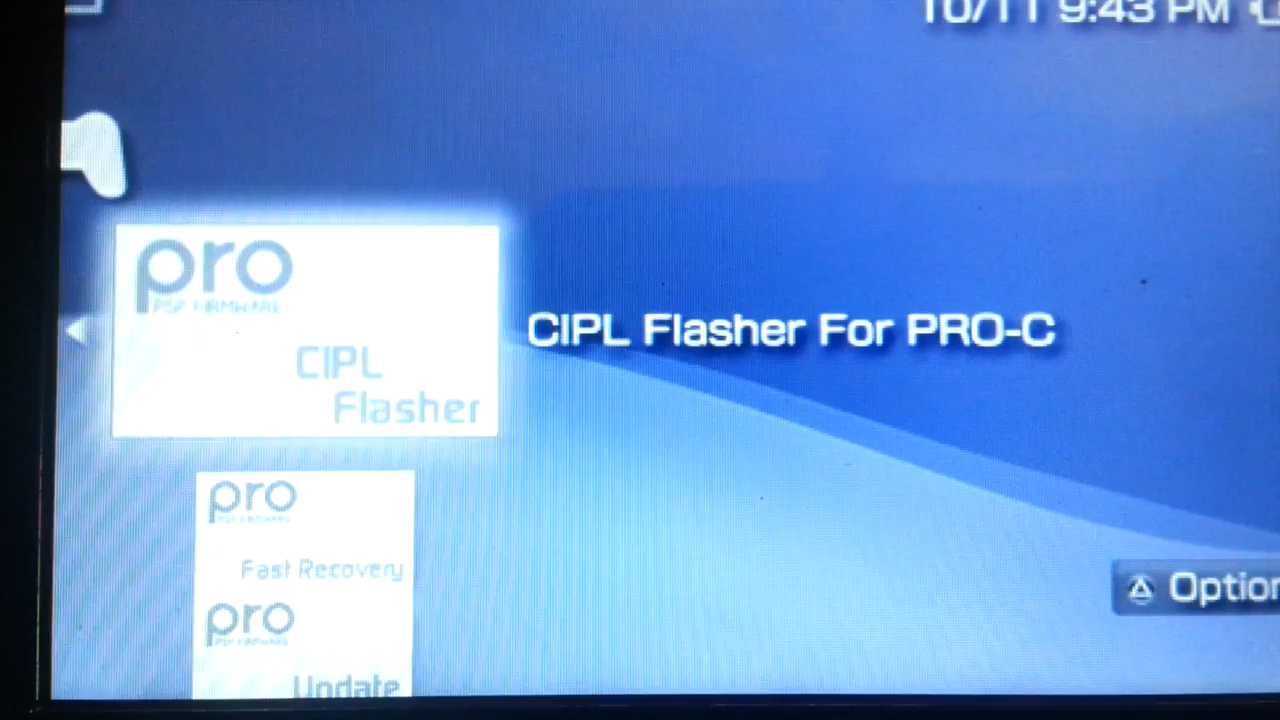 10/11 9:43 PM
pro
PSP FIRMWARE
CIPL
Flasher
CIPL Flasher For PRO-C
pro
PSP FIRMWARE
Fast Recovery
pro
PSP FIRMWARE
Update
Option